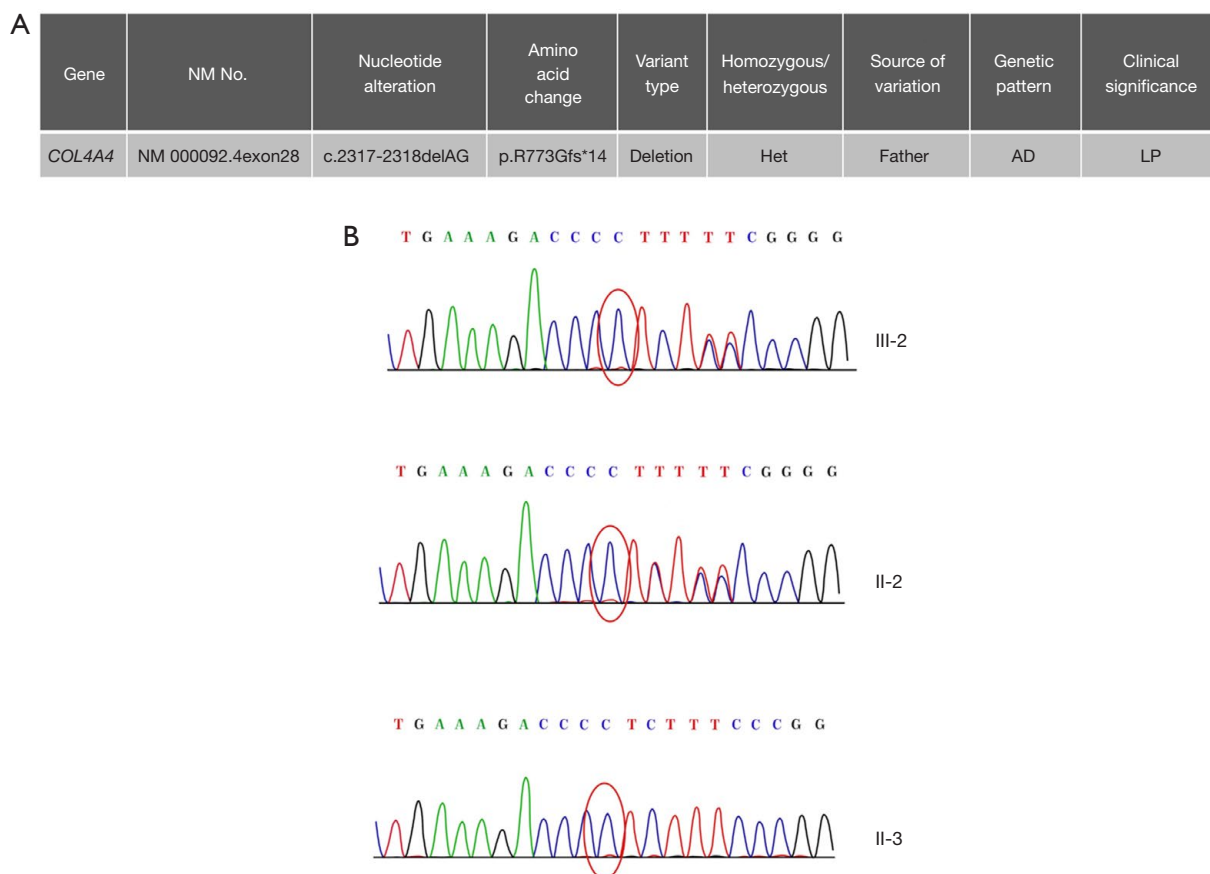 A
Gene NM No. Nucleotide alteration Amino acid change Variant type Homozygous/ heterozygous Source of variation Genetic pattern Clinical significance
COL4A4 NM 000092.4exon28 c.2317-2318delAG p.R773Gfs*14 Deletion Het Father AD LP
B
T G A A A G A C C C C T T T T T C G G G G
III-2
T G A A A G A C C C C T T T T T C G G G G
II-2
T G A A A G A C C C C T C T T T C C C G G
II-3